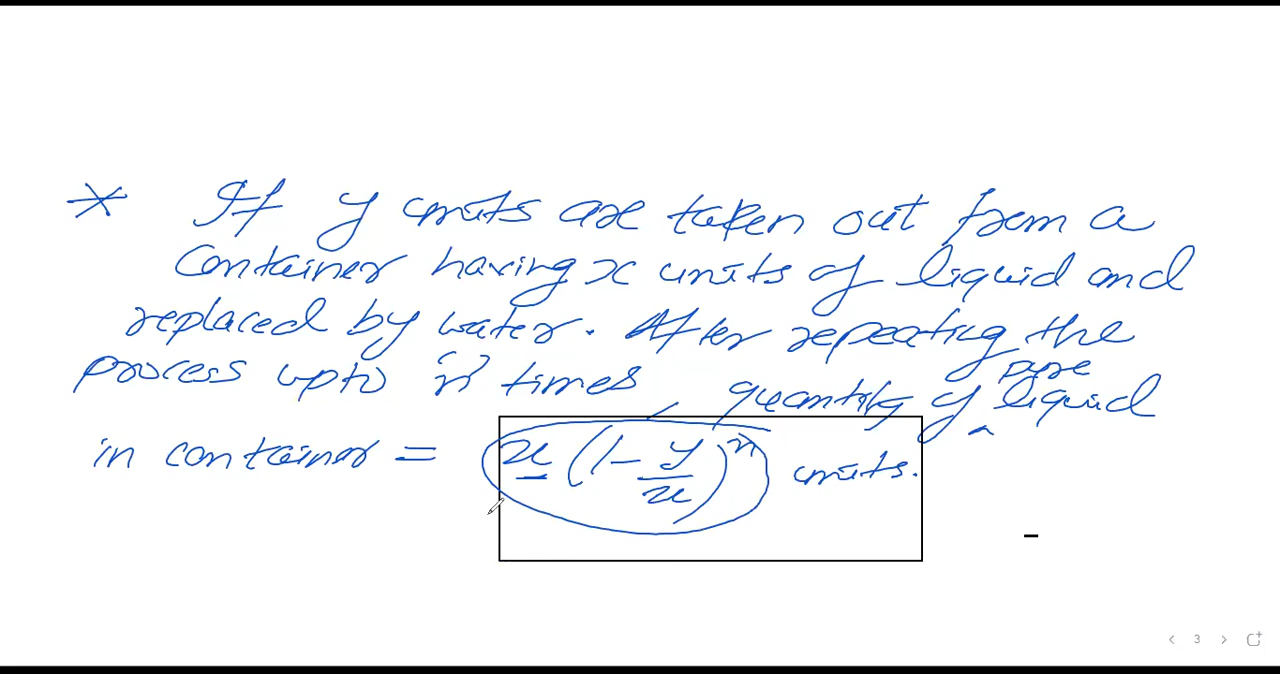 * If y units are taken out from a
container having x units of liquid and
replaced by water. After repeating the
process upto 'n' times, quantity of pure liquid
in container = x (1 - y/x)^n units.
3